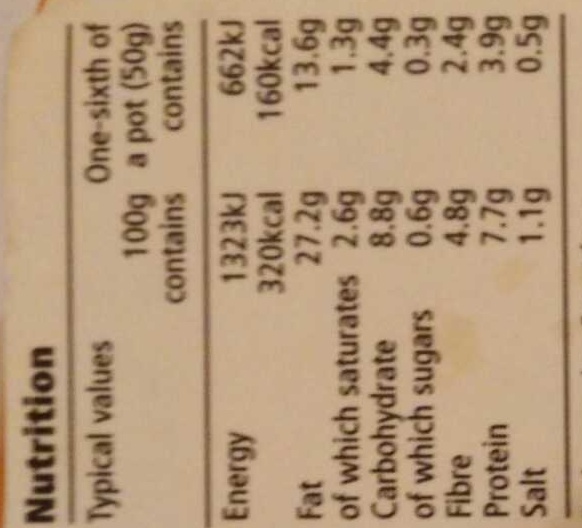 Nutrition
Typical values One-sixth of
100g a pot (50g)
contains contains
Energy 1323kJ 662kJ
320kcal 160kcal
Fat 27.2g 13.6g
of which saturates 2.6g 1.3g
Carbohydrate 8.8g 4.4g
of which sugars 0.6g 0.3g
Fibre 4.8g 2.4g
Protein 7.7g 3.9g
Salt 1.1g 0.5g